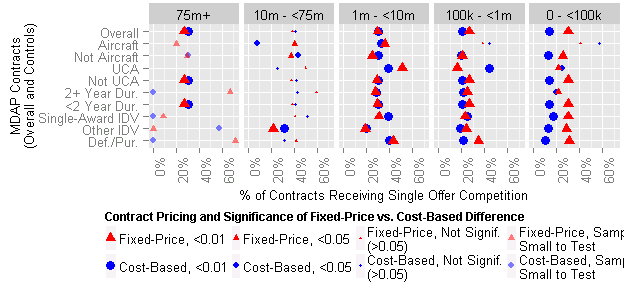 75m+ 10m - <75m 1m - <10m 100k - <1m 0 - <100k
MDAP Contracts
(Overall and Controls)
Overall
Aircraft
Not Aircraft
UCA
Not UCA
2+ Year Dur.
<2 Year Dur.
Single-Award IDV
Other IDV
Def./Pur.
0% 20% 40% 60% 0% 20% 40% 60% 0% 20% 40% 60% 0% 20% 40% 60% 0% 20% 40% 60%
% of Contracts Receiving Single Offer Competition
Contract Pricing and Significance of Fixed-Price vs. Cost-Based Difference
Fixed-Price, <0.01 Fixed-Price, <0.05 Fixed-Price, Not Signif. Fixed-Price, Samp
(>0.05) Small to Test
Cost-Based, <0.01 Cost-Based, <0.05 Cost-Based, Not Signif. Cost-Based, Sam
(>0.05) Small to Test